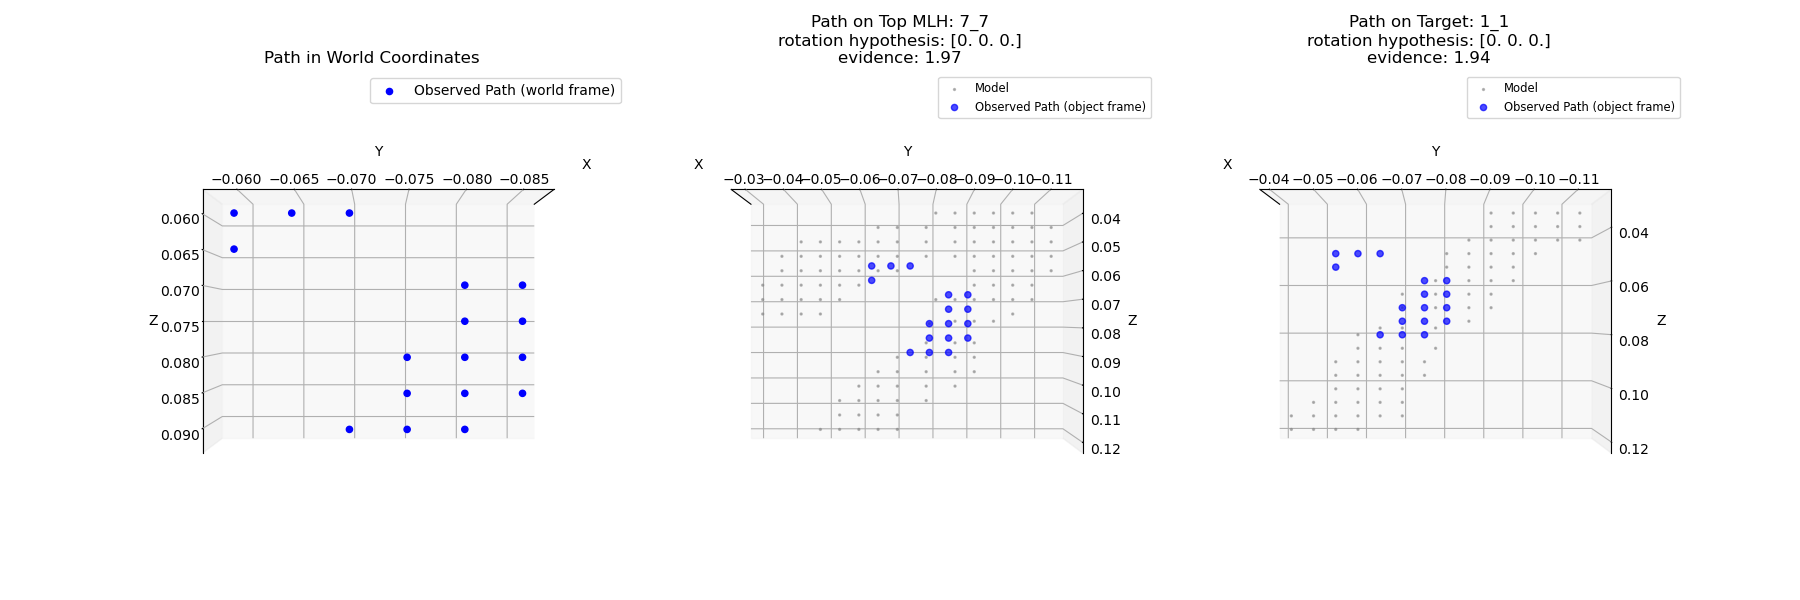 Path in World Coordinates
Observed Path (world frame)
Y
X
−0.060 −0.065 −0.070 −0.075 −0.080 −0.085
0.060
0.065
0.070
0.075
0.080
0.085
0.090
Z
Path on Top MLH: 7_7
rotation hypothesis: [0. 0. 0.]
evidence: 1.97
Model
Observed Path (object frame)
X
Y
−0.03 −0.04 −0.05 −0.06 −0.07 −0.08 −0.09 −0.10 −0.11
0.04
0.05
0.06
0.07
0.08
0.09
0.10
0.11
0.12
Z
Path on Target: 1_1
rotation hypothesis: [0. 0. 0.]
evidence: 1.94
Model
Observed Path (object frame)
X
Y
−0.04 −0.05 −0.06 −0.07 −0.08 −0.09 −0.10 −0.11
0.04
0.06
0.08
0.10
0.12
Z